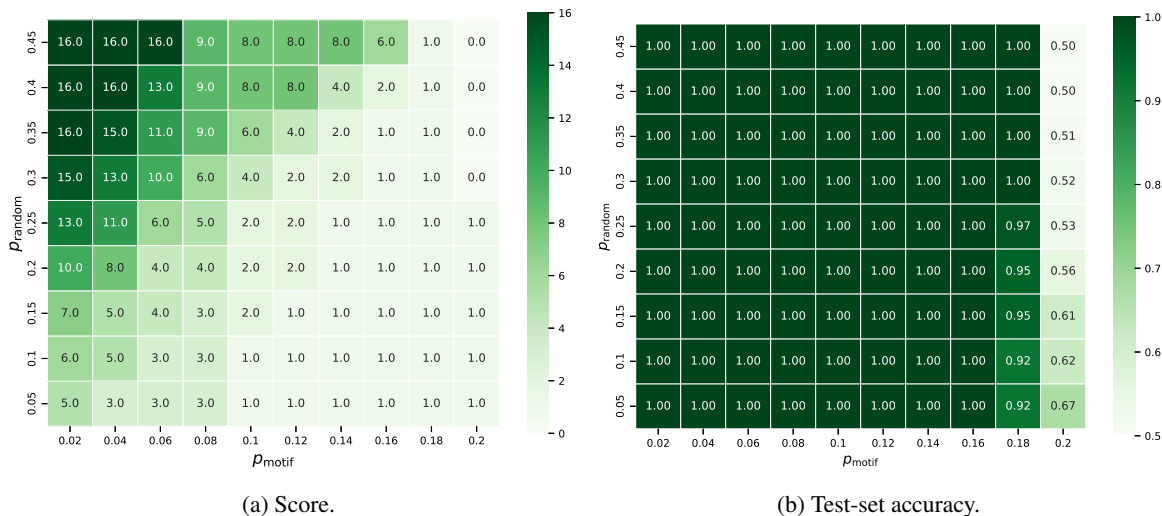 0.45 16.0 16.0 16.0 9.0 8.0 8.0 8.0 6.0 1.0 0.0
0.4 16.0 16.0 13.0 9.0 8.0 8.0 4.0 2.0 1.0 0.0
0.35 16.0 15.0 11.0 9.0 6.0 4.0 2.0 1.0 1.0 0.0
0.3 15.0 13.0 10.0 6.0 4.0 2.0 2.0 1.0 1.0 0.0
0.25 13.0 11.0 6.0 5.0 2.0 2.0 1.0 1.0 1.0 1.0
0.2 10.0 8.0 4.0 4.0 2.0 2.0 1.0 1.0 1.0 1.0
0.15 7.0 5.0 4.0 3.0 2.0 1.0 1.0 1.0 1.0 1.0
0.1 6.0 5.0 3.0 3.0 1.0 1.0 1.0 1.0 1.0 1.0
0.05 5.0 3.0 3.0 3.0 1.0 1.0 1.0 1.0 1.0 1.0
0.02 0.04 0.06 0.08 0.1 0.12 0.14 0.16 0.18 0.2
p_random
p_motif
16
14
12
10
8
6
4
2
0
(a) Score.
0.45 1.00 1.00 1.00 1.00 1.00 1.00 1.00 1.00 1.00 0.50
0.4 1.00 1.00 1.00 1.00 1.00 1.00 1.00 1.00 1.00 0.50
0.35 1.00 1.00 1.00 1.00 1.00 1.00 1.00 1.00 1.00 0.51
0.3 1.00 1.00 1.00 1.00 1.00 1.00 1.00 1.00 1.00 0.52
0.25 1.00 1.00 1.00 1.00 1.00 1.00 1.00 1.00 0.97 0.53
0.2 1.00 1.00 1.00 1.00 1.00 1.00 1.00 1.00 0.95 0.56
0.15 1.00 1.00 1.00 1.00 1.00 1.00 1.00 1.00 0.95 0.61
0.1 1.00 1.00 1.00 1.00 1.00 1.00 1.00 1.00 0.92 0.62
0.05 1.00 1.00 1.00 1.00 1.00 1.00 1.00 1.00 0.92 0.67
0.02 0.04 0.06 0.08 0.1 0.12 0.14 0.16 0.18 0.2
p_random
p_motif
1.0
0.9
0.8
0.7
0.6
0.5
(b) Test-set accuracy.